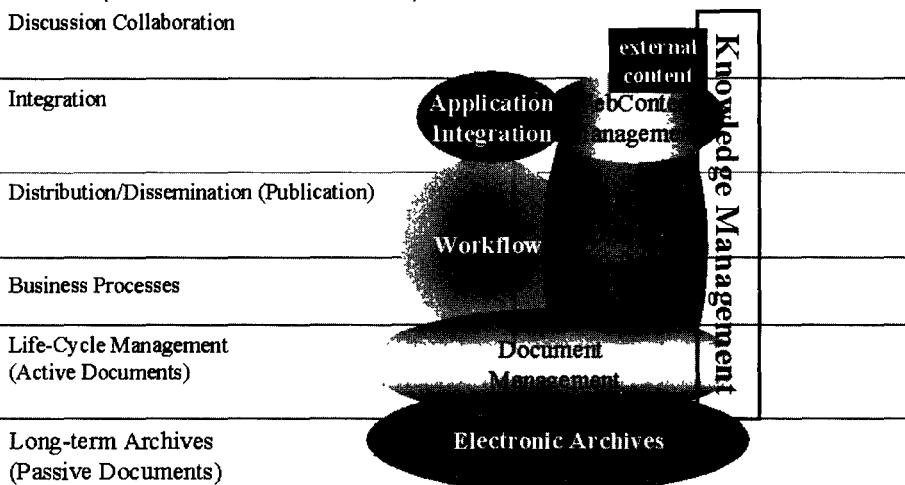 Discussion Collaboration
external
content
Knowledge Management
Integration
Application
Integration
Management
Distribution/Dissemination (Publication)
Workflow
Business Processes
Life-Cycle Management
(Active Documents)
Document
Management
Long-term Archives
(Passive Documents)
Electronic Archives